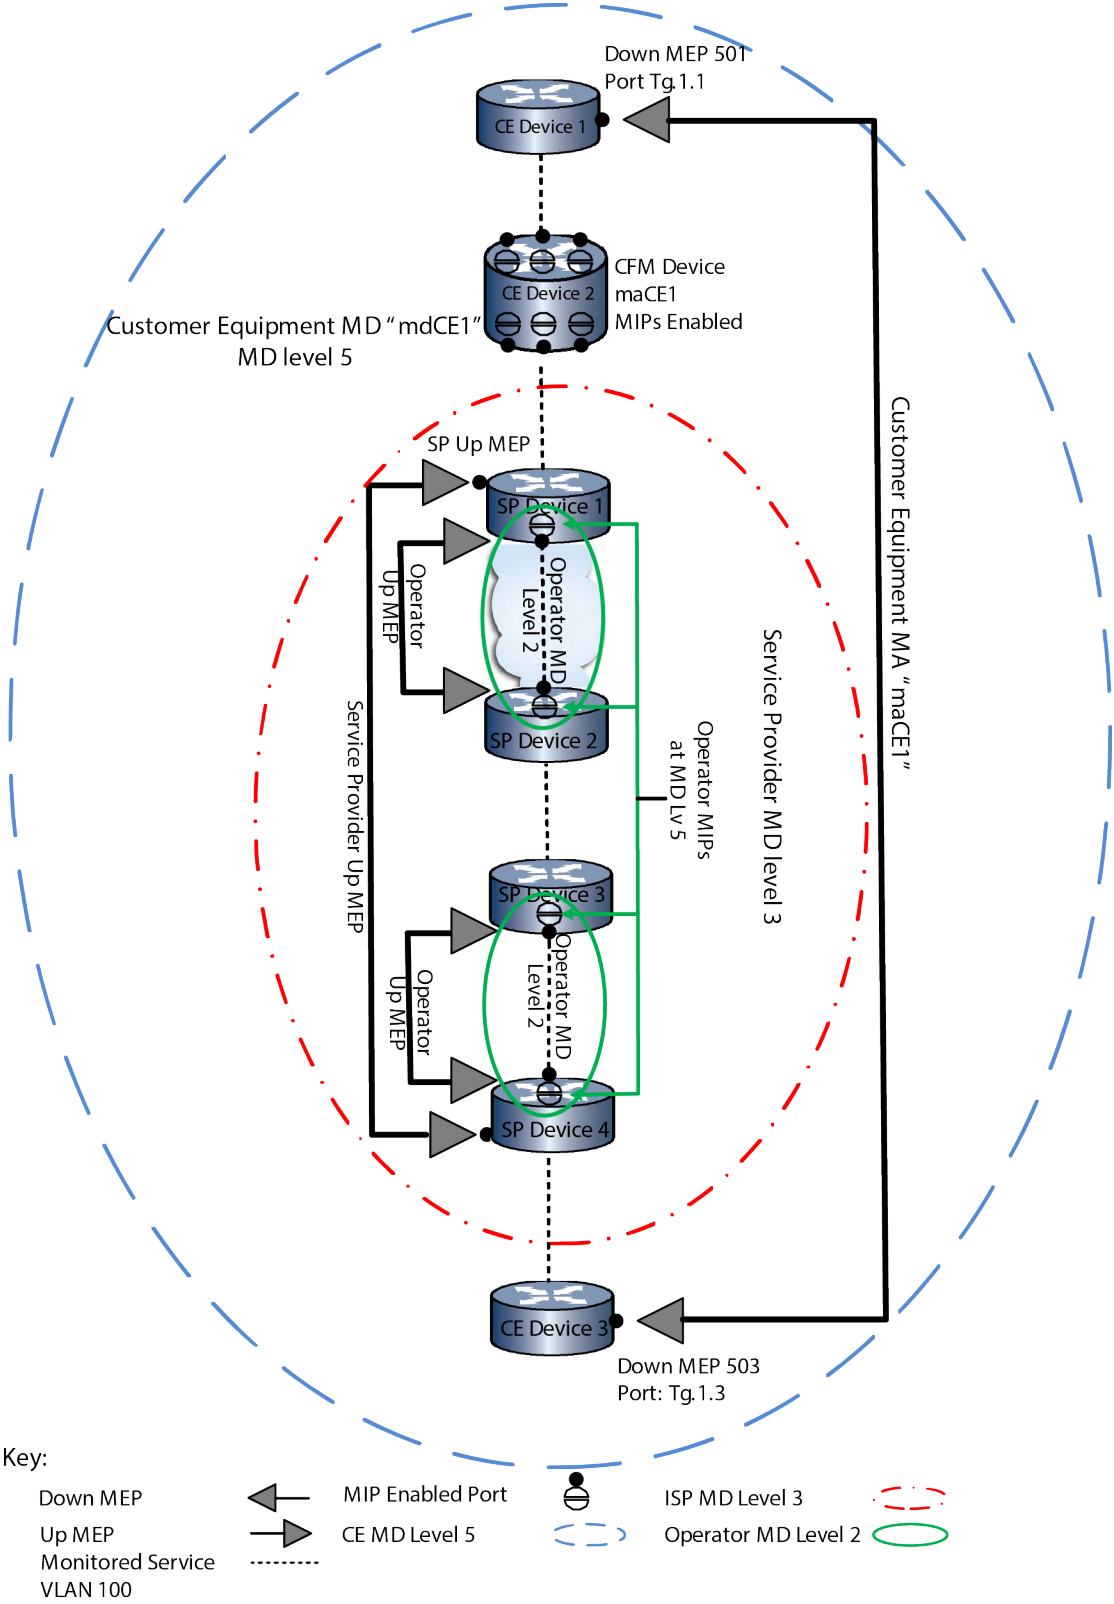 Down MEP 501
Port Tg.1.1
CE Device 1
CFM Device
maCE1
MIPs Enabled
CE Device 2
Customer Equipment MD “mdCE1”
MD level 5
SP Up MEP
SP Device 1
Operator
Up MEP
Operator MD
Level 2
SP Device 2
Service Provider Up MEP
Operator MIPs
at MD Lv 5
Service Provider MD level 3
Customer Equipment MA “maCE1”
SP Device 3
Operator
Up MEP
Operator MD
Level 2
SP Device 4
CE Device 3
Down MEP 503
Port: Tg.1.3
Key:
Down MEP
MIP Enabled Port
ISP MD Level 3
Up MEP
CE MD Level 5
Operator MD Level 2
Monitored Service
VLAN 100